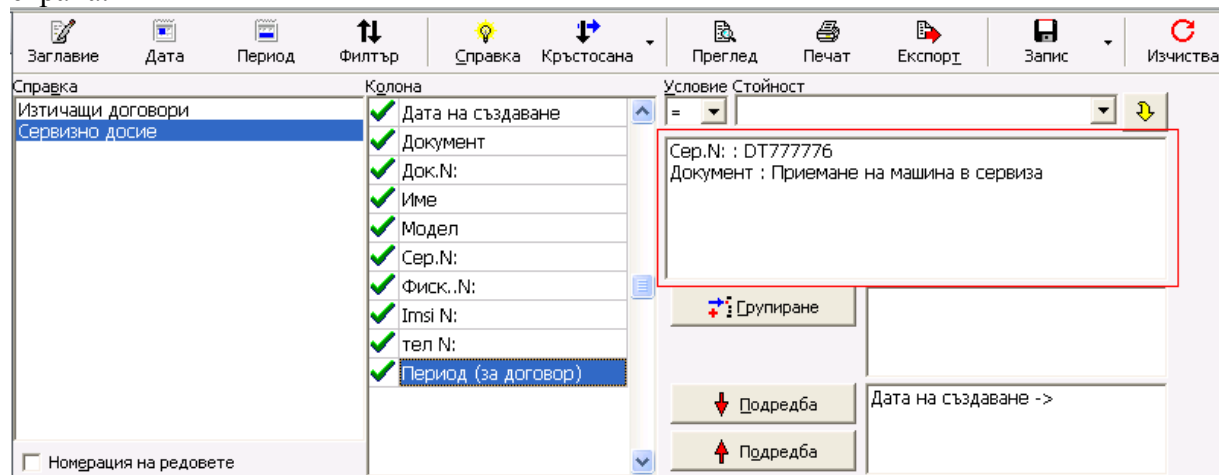 Заглавие Дата Период Филтър Справка Кръстосана Преглед Печат Експорт Запис Изчиства
Справка
Изтичащи договори
Сервизно досие
Номерация на редовете
Колона
Дата на създаване
Документ
Док.N:
Име
Модел
Сер.N:
Фиск..N:
Imsi N:
тел N:
Период (за договор)
Условие Стойност
=
Сер.N: : DT777776
Документ : Приемане на машина в сервиза
Групиране
Подредба
Дата на създаване ->
Подредба